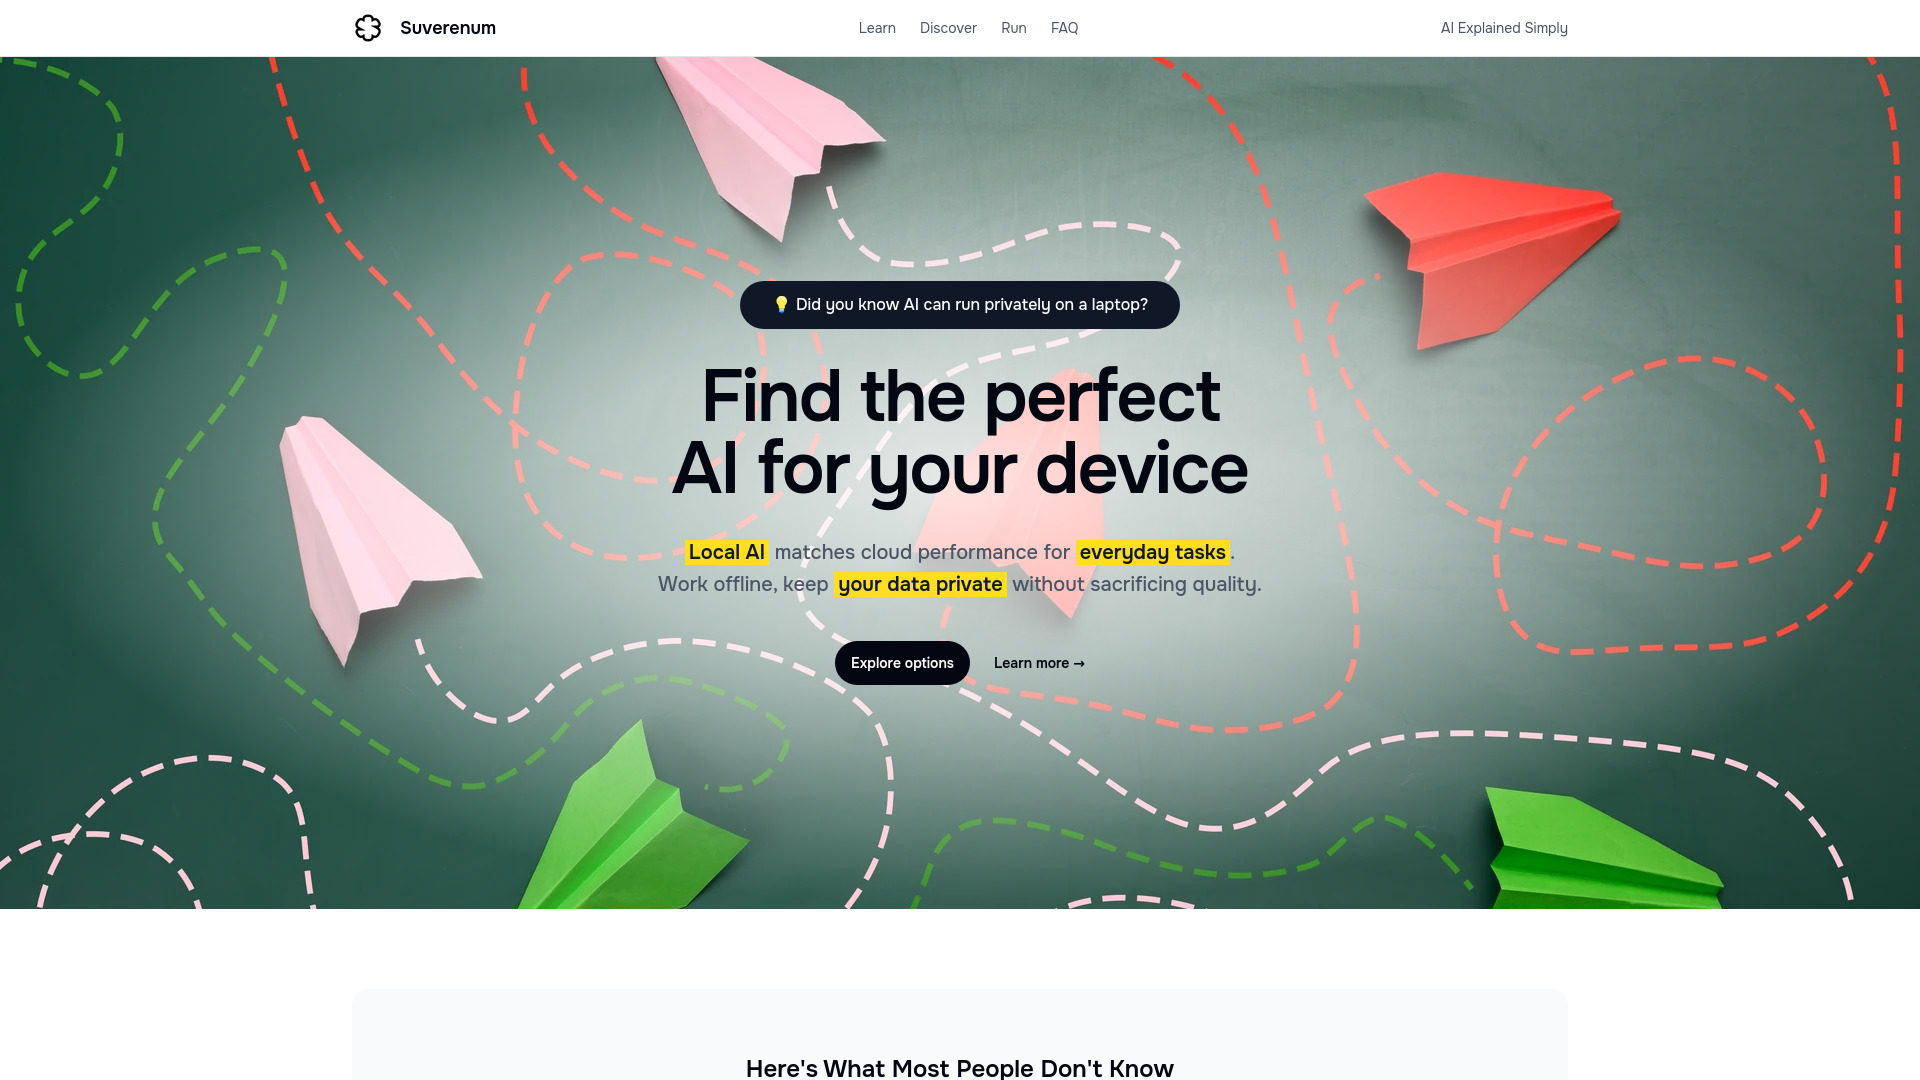 Suverenum
Learn Discover Run FAQ
AI Explained Simply
💡 Did you know AI can run privately on a laptop?
Find the perfect
AI for your device
Local AI matches cloud performance for everyday tasks.
Work offline, keep your data private without sacrificing quality.
Explore options
Learn more →
Here's What Most People Don't Know